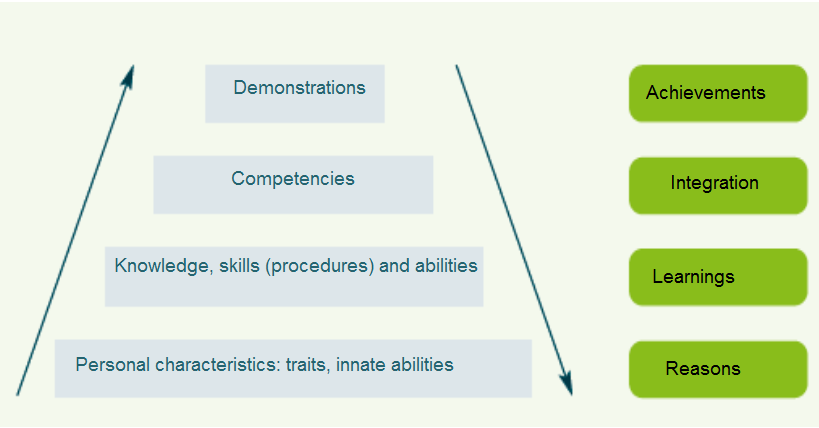 Demonstrations
Achievements
Competencies
Integration
Knowledge, skills (procedures) and abilities
Learnings
Personal characteristics: traits, innate abilities
Reasons